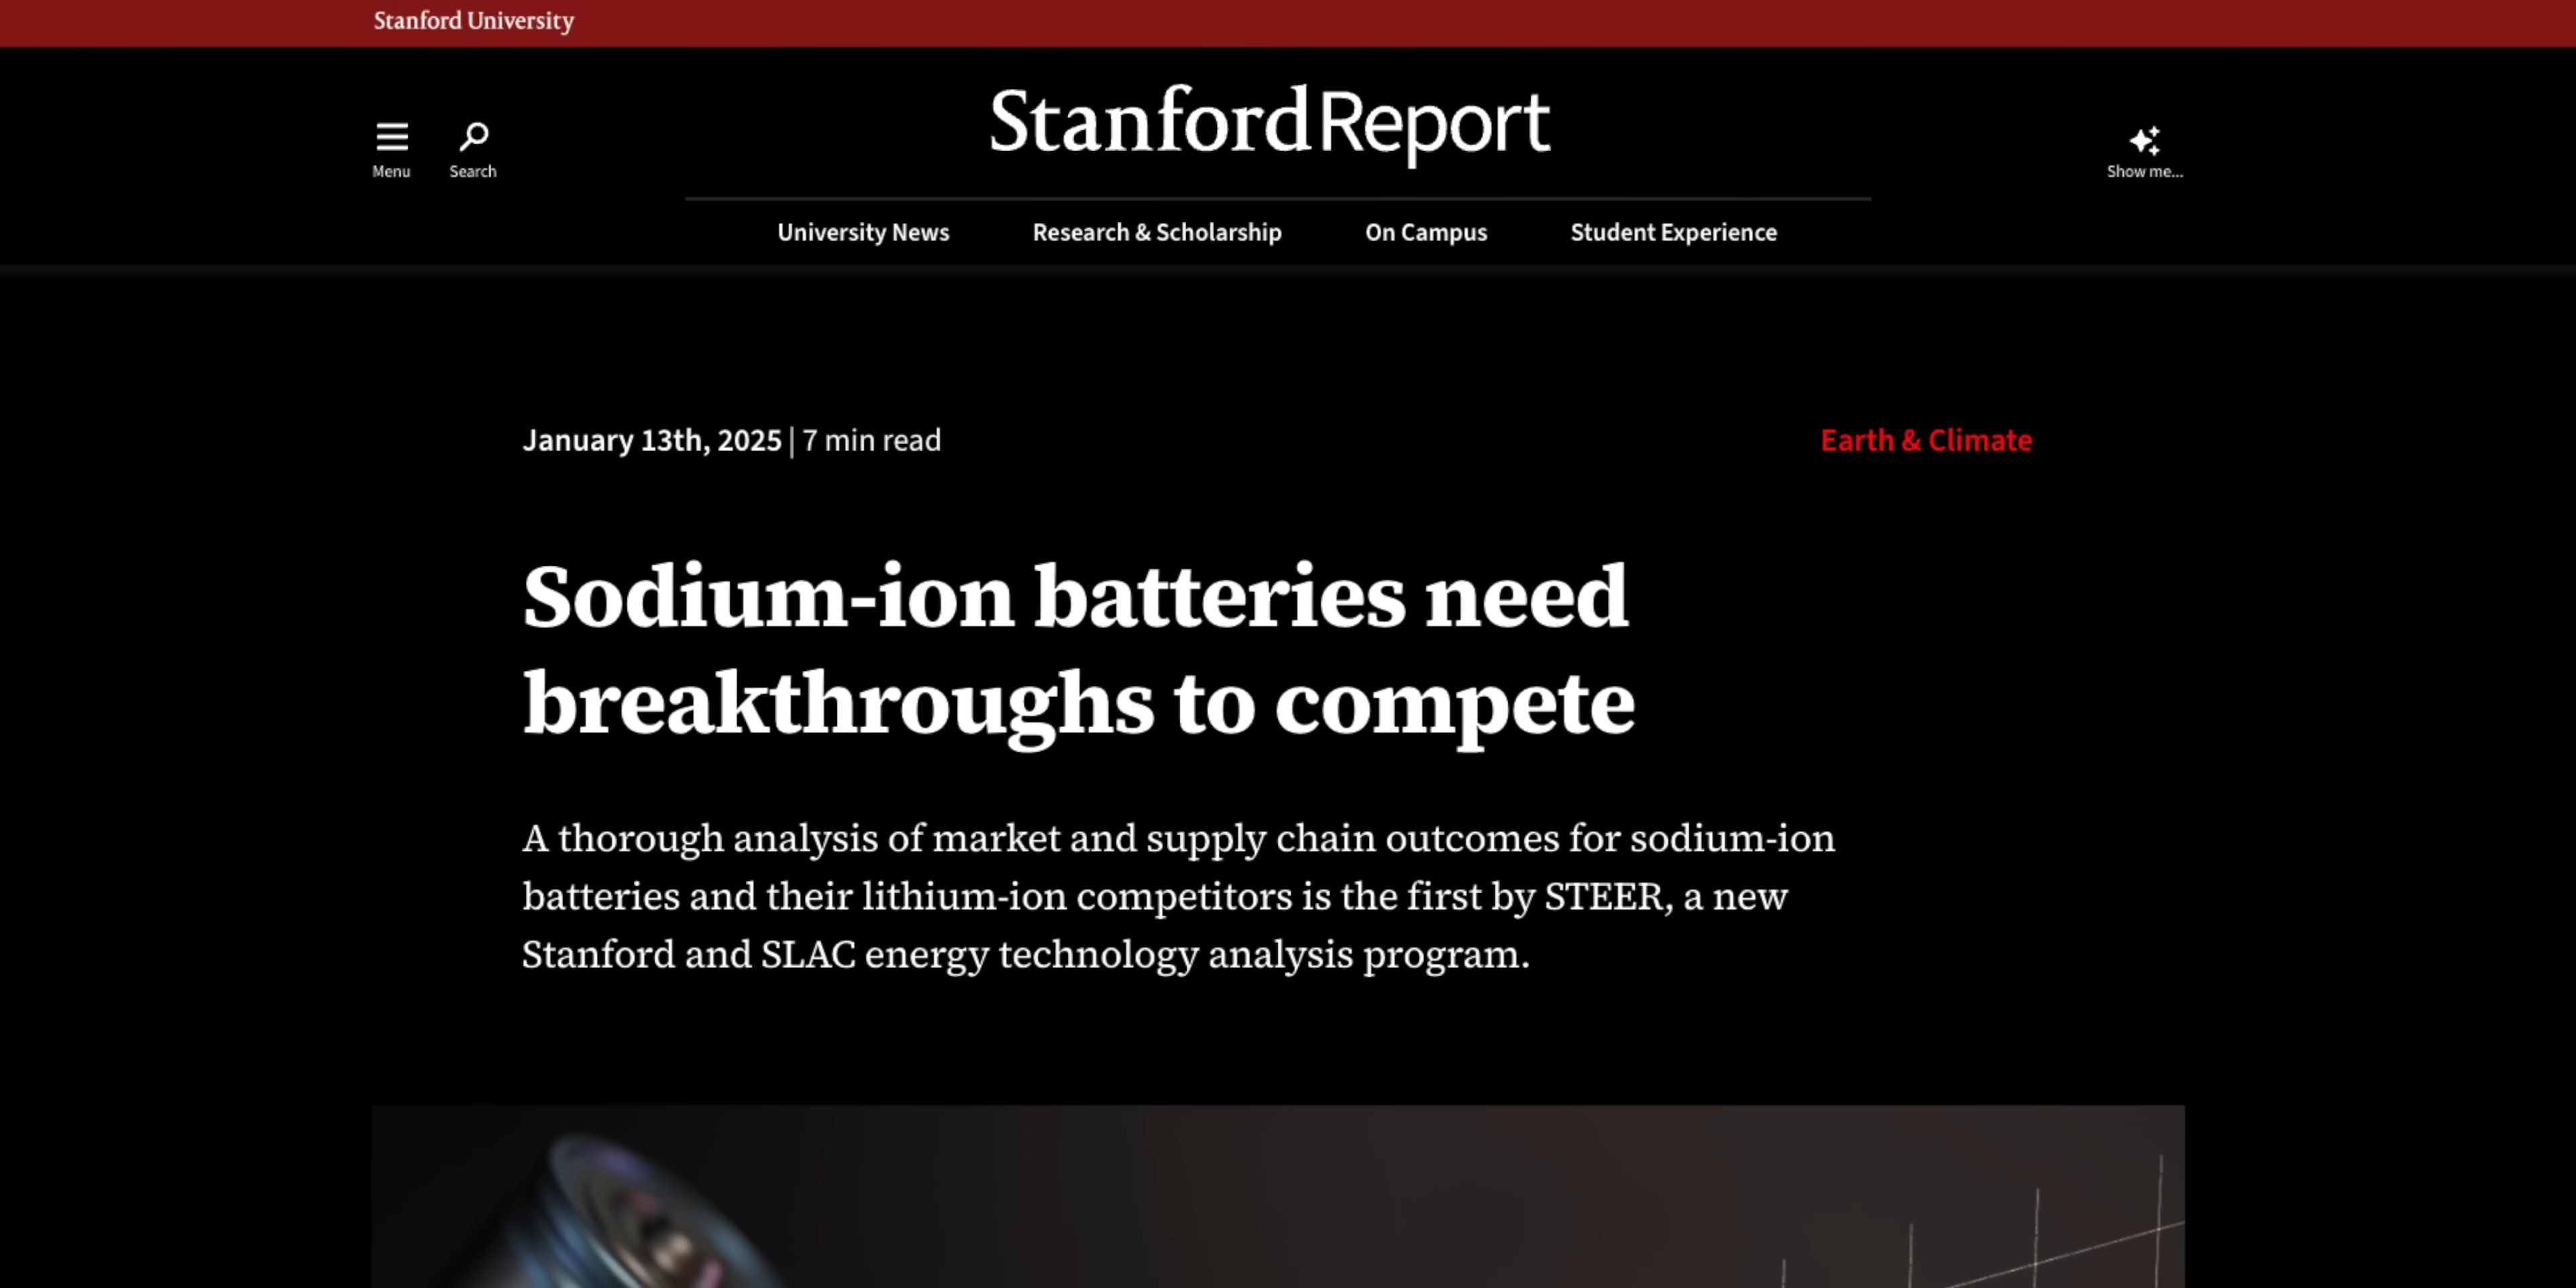 Stanford University
Stanford Report
Menu
Search
Show me...
University News
Research & Scholarship
On Campus
Student Experience
January 13th, 2025 | 7 min read
Earth & Climate
Sodium-ion batteries need
breakthroughs to compete
A thorough analysis of market and supply chain outcomes for sodium-ion
batteries and their lithium-ion competitors is the first by STEER, a new
Stanford and SLAC energy technology analysis program.